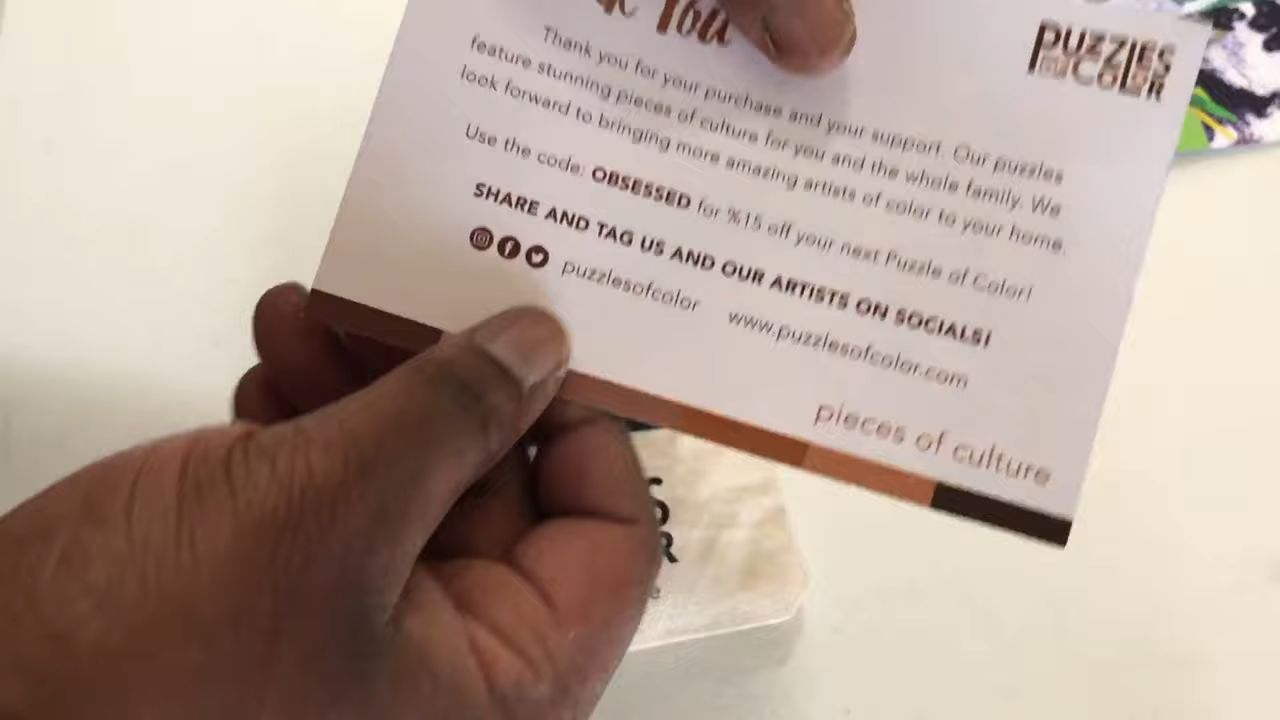 You
PUZZLES
OF COLOR
Thank you for your purchase and your support. Our puzzles
feature stunning pieces of culture for you and the whole family. We
look forward to bringing more amazing artists of color to your home.
Use the code: OBSESSED for %15 off your next Puzzle of Color!
SHARE AND TAG US AND OUR ARTISTS ON SOCIALS!
puzzlesofcolor www.puzzlesofcolor.com
pieces of culture